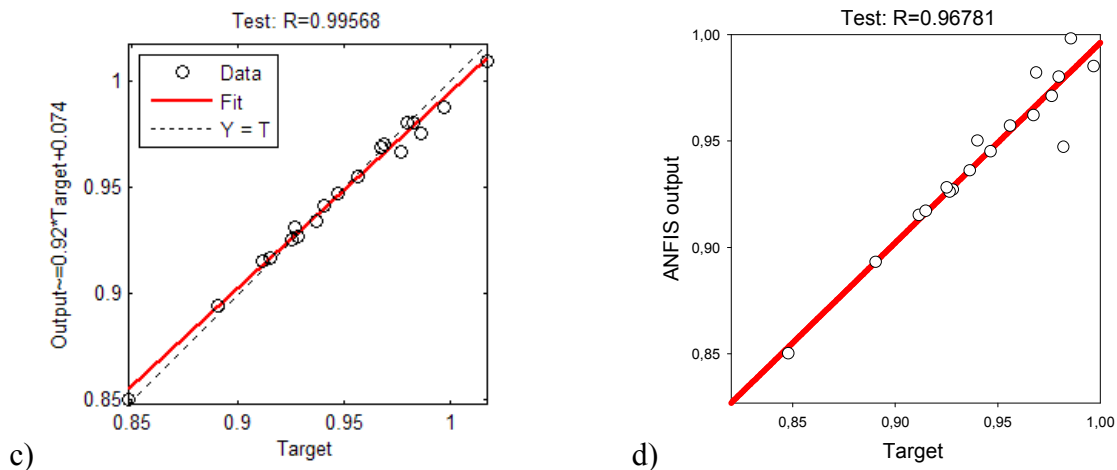 Test: R=0.99568
Output~=0.92*Target+0.074
1
0.95
0.9
0.85
Data
Fit
Y = T
0.85 0.9 0.95 1
Target
c)
Test: R=0.96781
ANFIS output
1,00
0,95
0,90
0,85
0,85 0,90 0,95 1,00
Target
d)